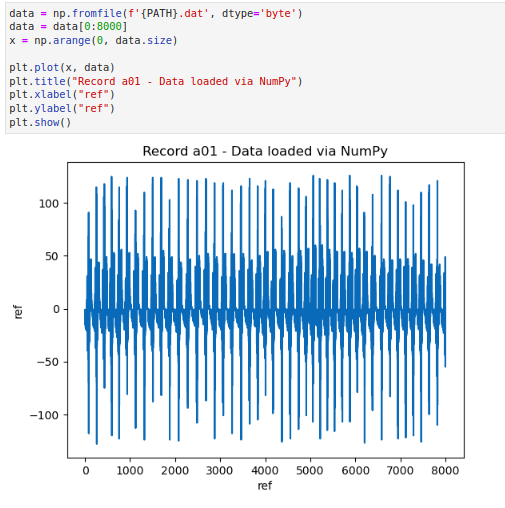 data = np.fromfile(f'{PATH}.dat', dtype='byte')
data = data[0:8000]
x = np.arange(0, data.size)
plt.plot(x, data)
plt.title("Record a01 - Data loaded via NumPy")
plt.xlabel("ref")
plt.ylabel("ref")
plt.show()
Record a01 - Data loaded via NumPy
100
50
0
−50
−100
ref
0 1000 2000 3000 4000 5000 6000 7000 8000
ref